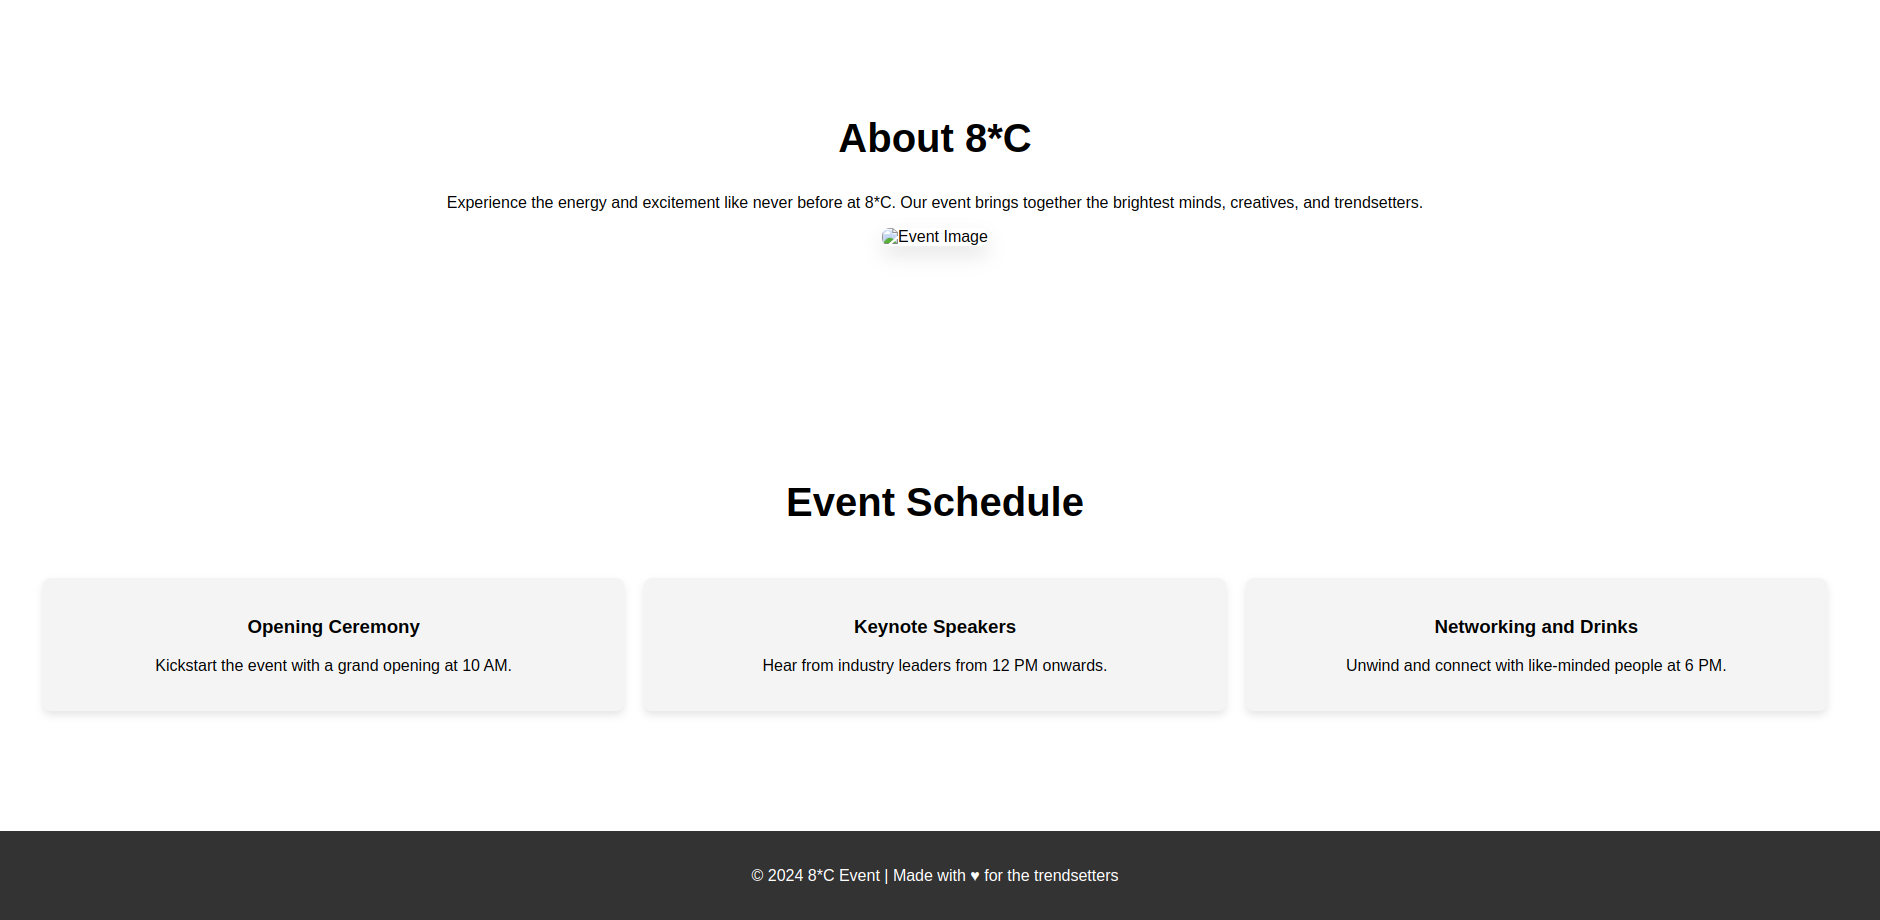 About 8*C
Experience the energy and excitement like never before at 8*C. Our event brings together the brightest minds, creatives, and trendsetters.
Event Image
Event Schedule
Opening Ceremony
Kickstart the event with a grand opening at 10 AM.
Keynote Speakers
Hear from industry leaders from 12 PM onwards.
Networking and Drinks
Unwind and connect with like-minded people at 6 PM.
© 2024 8*C Event | Made with ♥ for the trendsetters